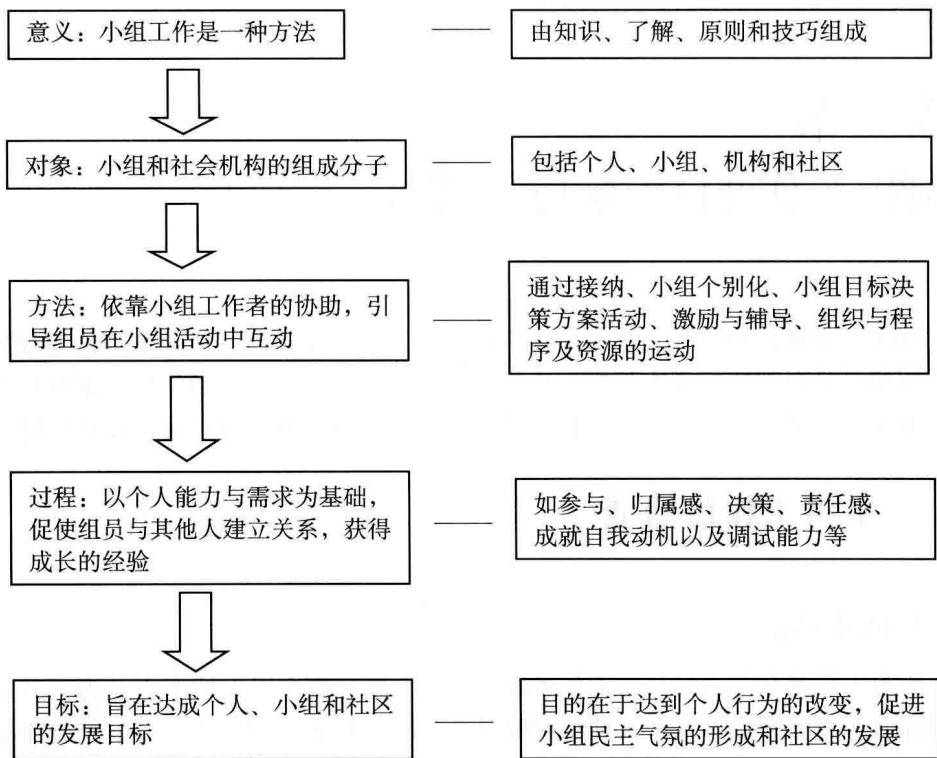 意义：小组工作是一种方法
由知识、了解、原则和技巧组成
对象：小组和社会机构的组成分子
包括个人、小组、机构和社区
方法：依靠小组工作者的协助，引
导组员在小组活动中互动
通过接纳、小组个别化、小组目标决
策方案活动、激励与辅导、组织与程
序及资源的运动
过程：以个人能力与需求为基础，
促使组员与其他人建立关系，获得
成长的经验
如参与、归属感、决策、责任感、
成就自我动机以及调试能力等
目标：旨在达成个人、小组和社区
的发展目标
目的在于达到个人行为的改变，促进
小组民主气氛的形成和社区的发展